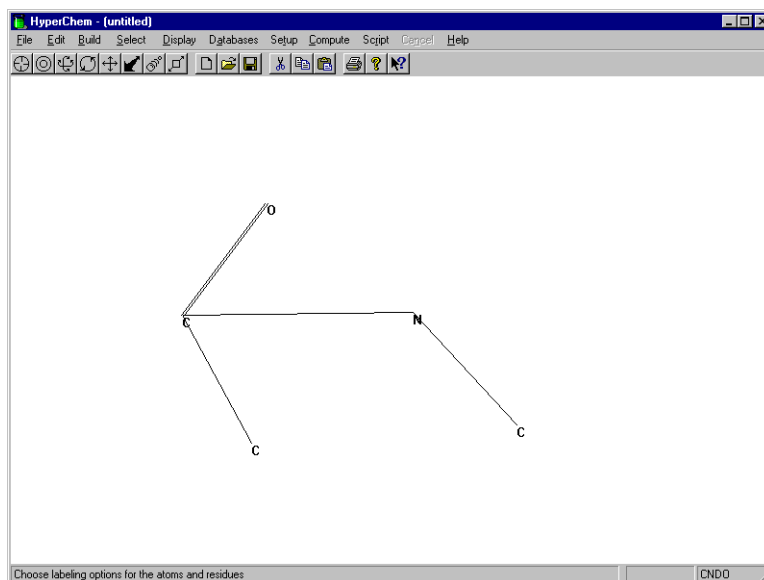 HyperChem - (untitled)
File Edit Build Select Display Databases Setup Compute Script Cancel Help
O
C
N
C
C
Choose labeling options for the atoms and residues
CNDO